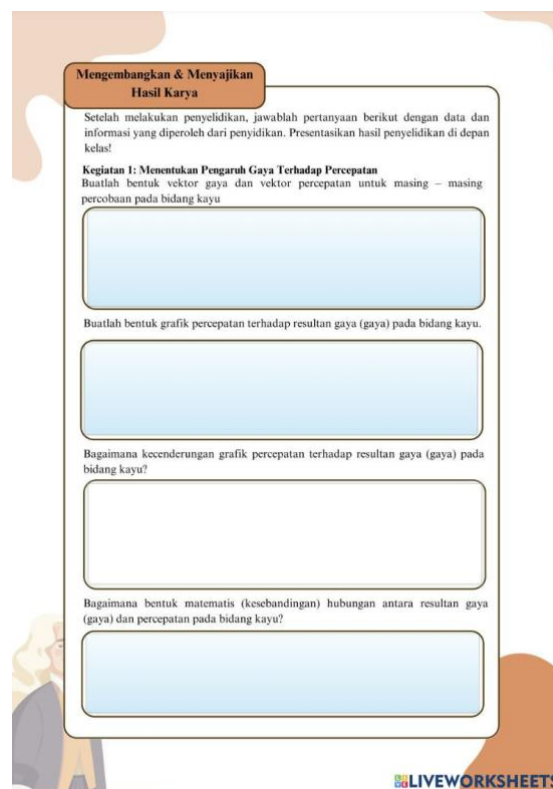 Mengembangkan & Menyajikan
Hasil Karya
Setelah melakukan penyelidikan, jawablah pertanyaan berikut dengan data dan
informasi yang diperoleh dari penyidikan. Presentasikan hasil penyelidikan di depan
kelas!
Kegiatan 1: Menentukan Pengaruh Gaya Terhadap Percepatan
Buatlah bentuk vektor gaya dan vektor percepatan untuk masing – masing
percobaan pada bidang kayu
Buatlah bentuk grafik percepatan terhadap resultan gaya (gaya) pada bidang kayu.
Bagaimana kecenderungan grafik percepatan terhadap resultan gaya (gaya) pada
bidang kayu?
Bagaimana bentuk matematis (kesebandingan) hubungan antara resultan gaya
(gaya) dan percepatan pada bidang kayu?
LIVEWORKSHEETS